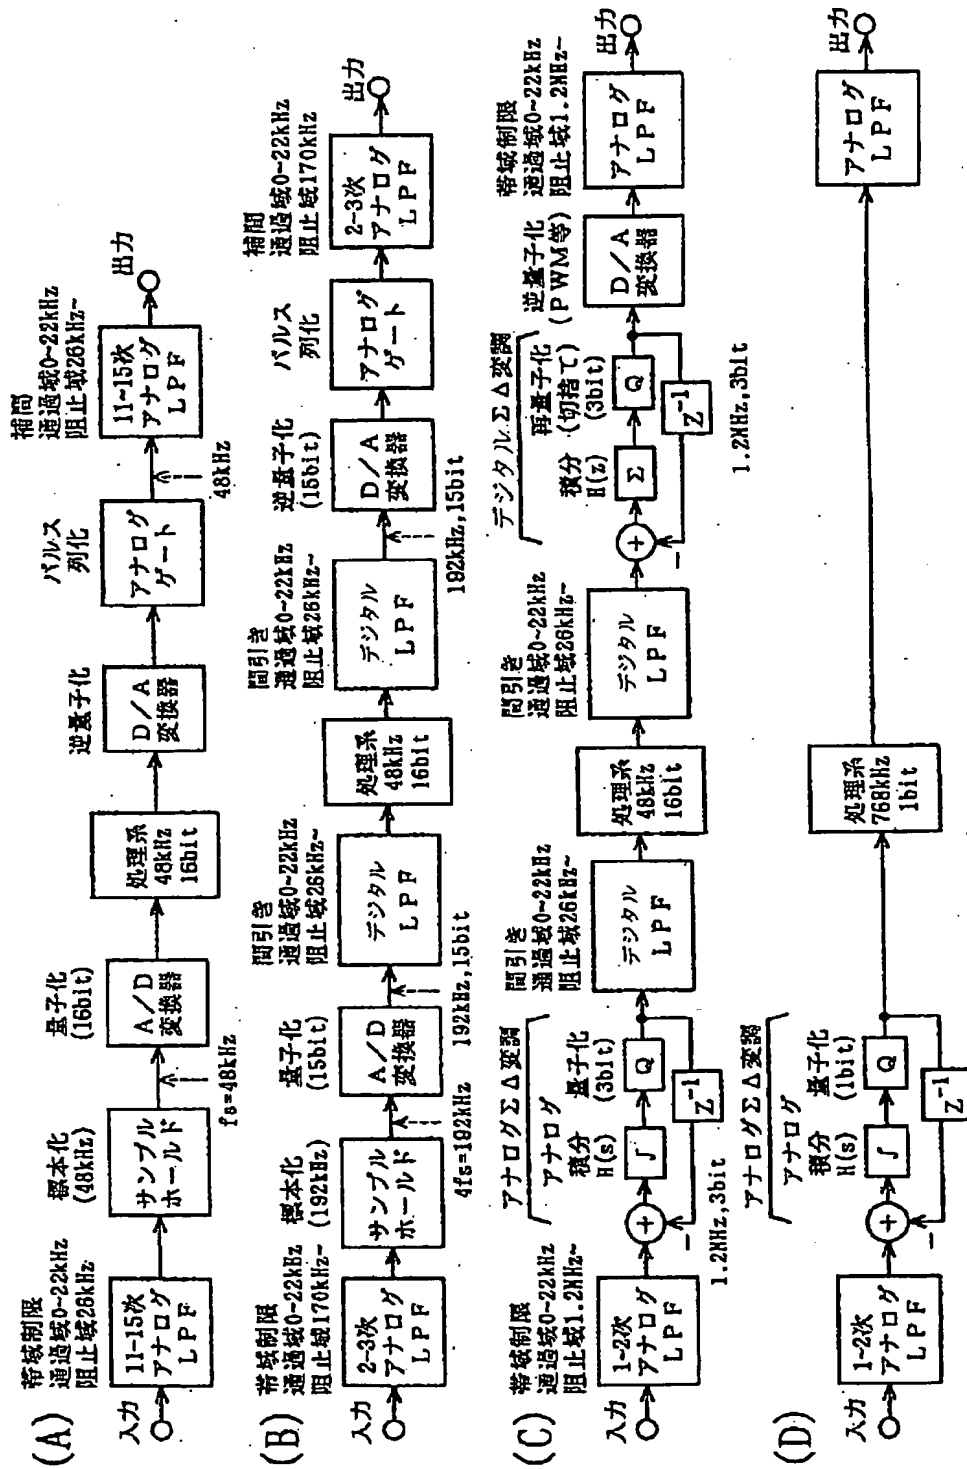 (A)
入力
帯域制限
通過域0~22kHz
阻止域26kHz
11-15次
アナログ
LPF
標本化
(48kHz)
サンプル
ホールド
fs=48kHz
量子化
(16bit)
A/D
変換器
処理系
48kHz
16bit
逆量子化
D/A
変換器
パルス
列化
アナログ
ゲート
48kHz
補間
通過域0~22kHz
阻止域26kHz~
11~15次
アナログ
LPF
出力
(B)
入力
帯域制限
通過域0~22kHz
阻止域170kHz~
2-3次
アナログ
LPF
標本化
(192kHz)
サンプル
ホールド
4fs=192kHz
量子化
(15bit)
A/D
変換器
192kHz,15bit
間引き
通過域0~22kHz
阻止域26kHz~
デジタル
LPF
処理系
48kHz
16bit
間引き
通過域0~22kHz
阻止域26kHz~
デジタル
LPF
192kHz,15bit
逆量子化
(15bit)
D/A
変換器
パルス
列化
アナログ
ゲート
補間
通過域0~22kHz
阻止域170kHz
2-3次
アナログ
LPF
出力
(C)
入力
帯域制限
通過域0~22kHz
阻止域1.2MHz~
1-2次
アナログ
LPF
アナログΣΔ変調
アナログ
積分
H(s)
量子化
(3bit)
+
−
∫
Q
Z⁻¹
1.2MHz,3bit
間引き
通過域0~22kHz
阻止域26kHz~
デジタル
LPF
処理系
48kHz
16bit
間引き
通過域0~22kHz
阻止域26kHz~
デジタル
LPF
デジタルΣΔ変調
積分
H(z)
再量子化
(切捨て)
(3bit)
+
−
Σ
Q
Z⁻¹
1.2MHz,3bit
逆量子化
(PWM等)
D/A
変換器
帯域制限
通過域0~22kHz
阻止域1.2MHz~
アナログ
LPF
出力
(D)
入力
1-2次
アナログ
LPF
アナログΣΔ変調
アナログ
積分
H(s)
量子化
(1bit)
+
−
∫
Q
Z⁻¹
処理系
768kHz
1bit
アナログ
LPF
出力